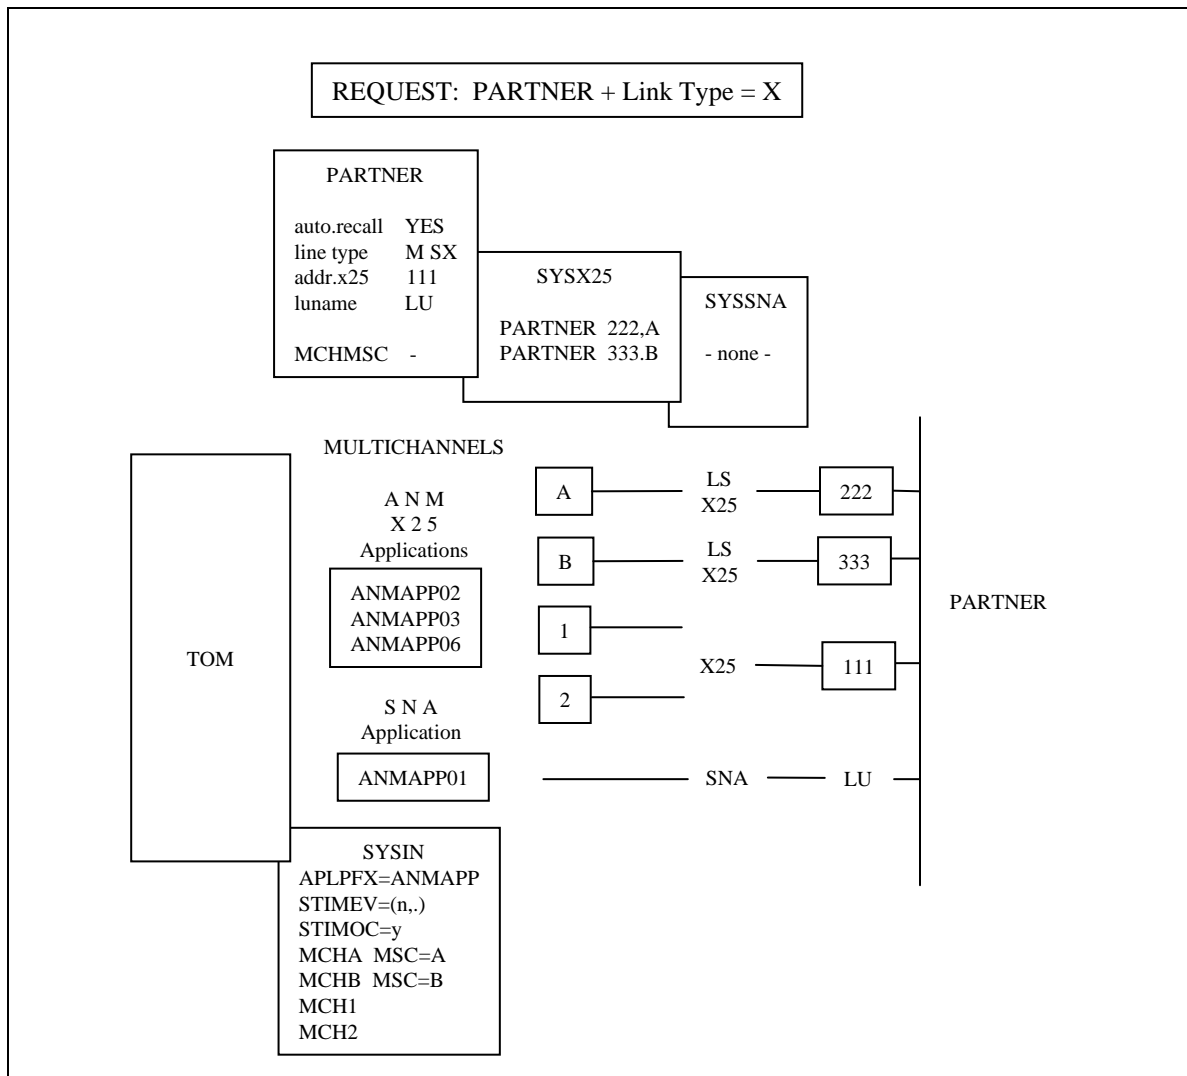 REQUEST: PARTNER + Link Type = X
PARTNER
auto.recall YES
line type M SX
addr.x25 111
luname LU
MCHMSC -
SYSX25
PARTNER 222,A
PARTNER 333.B
SYSSNA
- none -
MULTICHANNELS
A N M
X 2 5
Applications
ANMAPP02
ANMAPP03
ANMAPP06
S N A
Application
ANMAPP01
TOM
A
LS
X25
222
B
LS
X25
333
1
2
X25
111
SNA
LU
PARTNER
SYSIN
APLPFX=ANMAPP
STIMEV=(n,.)
STIMOC=y
MCHA MSC=A
MCHB MSC=B
MCH1
MCH2